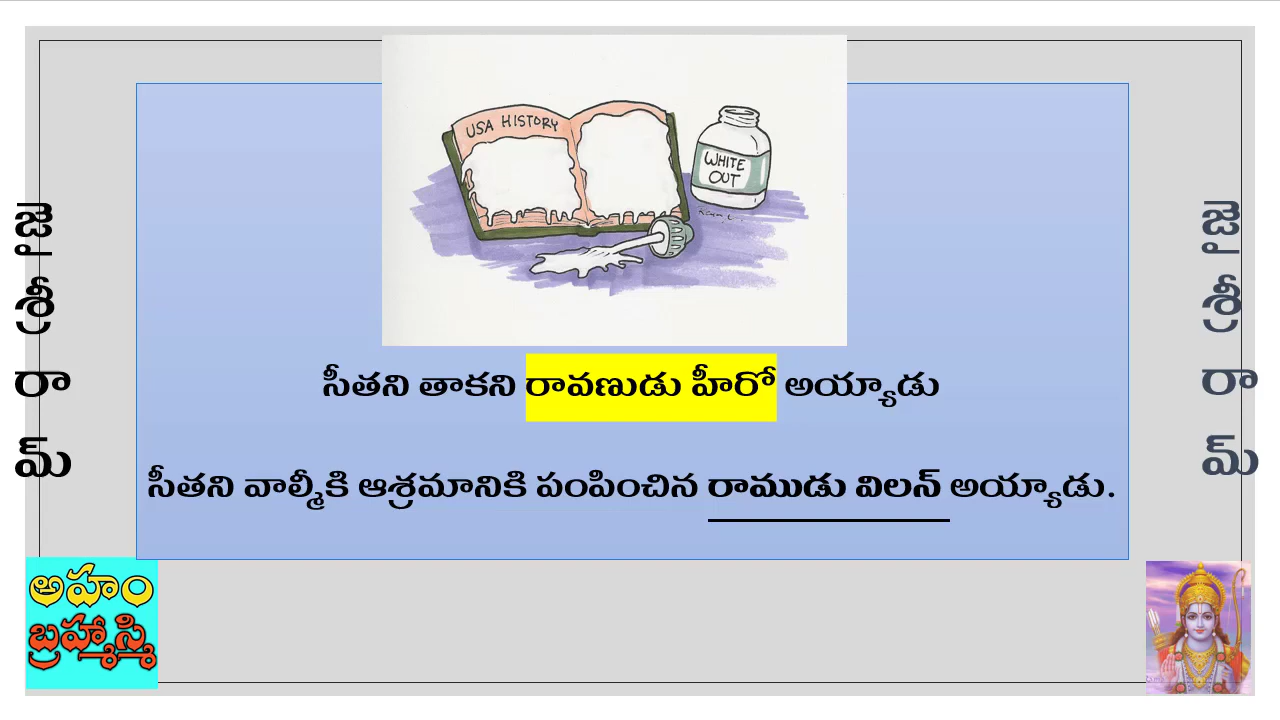 USA HISTORY
WHITE
OUT
జై
శ్రీ
రా
మ్
జై
శ్రీ
రా
మ్
సీతని తాకని రావణుడు హీరో అయ్యాడు
సీతని వాల్మీకి ఆశ్రమానికి పంపించిన రాముడు విలన్ అయ్యాడు.
అహం
బ్రహ్మాస్మి